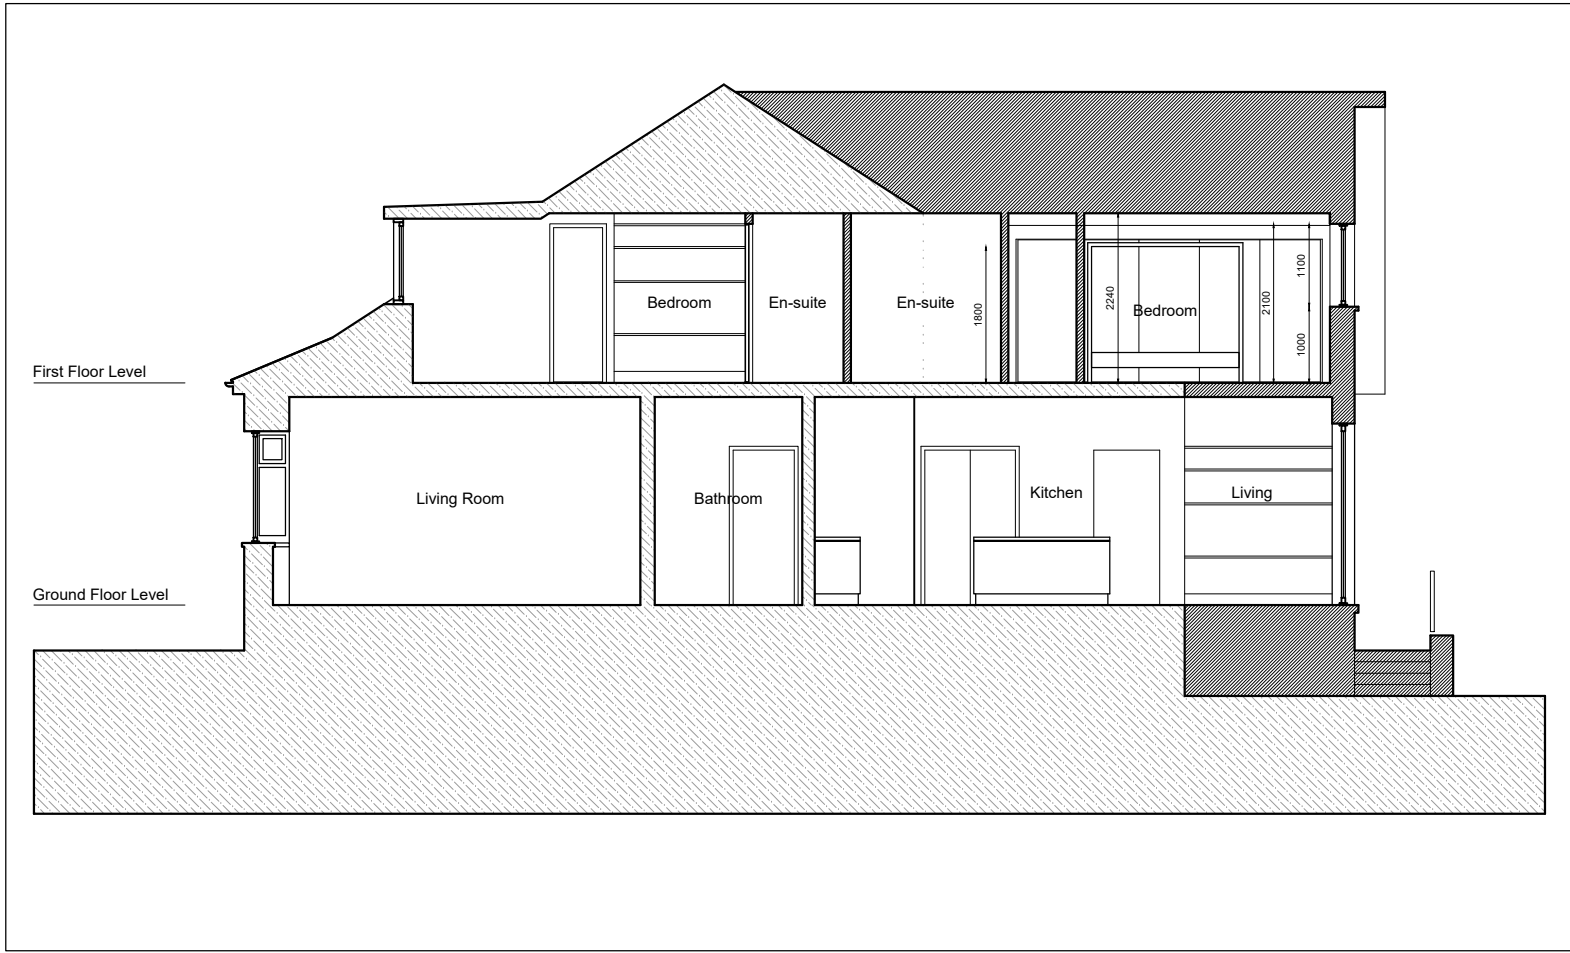 Bedroom
En-suite
En-suite
1800
2240
Bedroom
2100
1100
1000
First Floor Level
Living Room
Bathroom
Kitchen
Living
Ground Floor Level